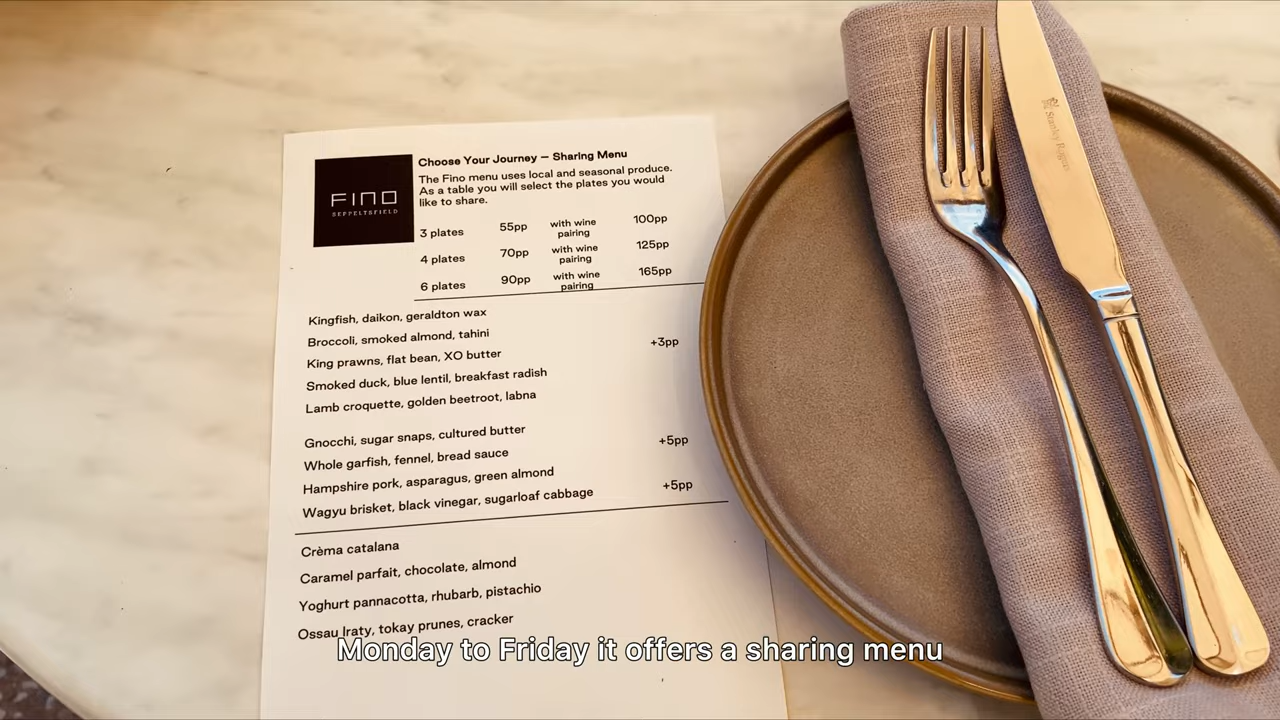 FINO
SEPPELTSFIELD
Choose Your Journey – Sharing Menu
The Fino menu uses local and seasonal produce.
As a table you will select the plates you would
like to share.
3 plates 55pp with wine pairing 100pp
4 plates 70pp with wine pairing 125pp
6 plates 90pp with wine pairing 165pp
Kingfish, daikon, geraldton wax
Broccoli, smoked almond, tahini
King prawns, flat bean, XO butter +3pp
Smoked duck, blue lentil, breakfast radish
Lamb croquette, golden beetroot, labna
Gnocchi, sugar snaps, cultured butter
Whole garfish, fennel, bread sauce +5pp
Hampshire pork, asparagus, green almond
Wagyu brisket, black vinegar, sugarloaf cabbage +5pp
Crèma catalana
Caramel parfait, chocolate, almond
Yoghurt pannacotta, rhubarb, pistachio
Ossau Iraty, tokay prunes, cracker
Stanley Rogers
Monday to Friday it offers a sharing menu